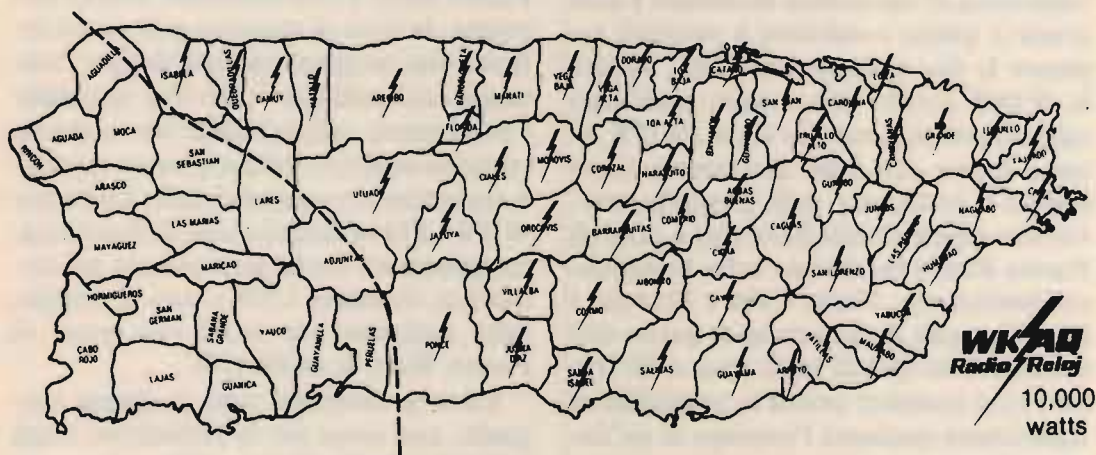 AGUADILLA
ISABELA
QUEBRADILLAS
CAMUY
HATILLO
ARECIBO
BARCELONETA
MANATI
VEGA
BAJA
VEGA
ALTA
DORADO
TOA
BAJA
CATAÑO
SAN JUAN
CAROLINA
LOIZA
RIO
GRANDE
LUQUILLO
FAJARDO
RINCON
AGUADA
MOCA
SAN
SEBASTIAN
FLORIDA
TOA ALTA
BAYAMON
GUAYNABO
TRUJILLO
ALTO
CANOVANAS
ARASCO
LARES
UTUADO
CIALES
MOROVIS
COROZAL
NARANJITO
AGUAS
BUENAS
GURABO
JUNCOS
NAGUABO
CEIBA
MAYAGUEZ
LAS MARIAS
MARICAO
ADJUNTAS
JAYUYA
OROCOVIS
BARRANQUITAS
COMERIO
CIDRA
CAGUAS
SAN LORENZO
LAS PIEDRAS
HUMACAO
HORMIGUEROS
SAN
GERMAN
SABANA
GRANDE
YAUCO
GUAYANILLA
PEÑUELAS
PONCE
VILLALBA
JUANA
DIAZ
COAMO
AIBONITO
CAYEY
YABUCOA
CABO
ROJO
LAJAS
GUANICA
SANTA
ISABEL
SALINAS
GUAYAMA
ARROYO
PATILLAS
MAUNABO
WKAQ
Radio Reloj
10,000
watts